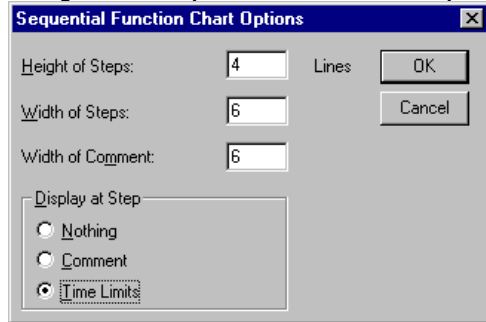 Sequential Function Chart Options
Height of Steps: 4 Lines OK
Width of Steps: 6 Cancel
Width of Comment: 6
Display at Step
Nothing
Comment
Time Limits